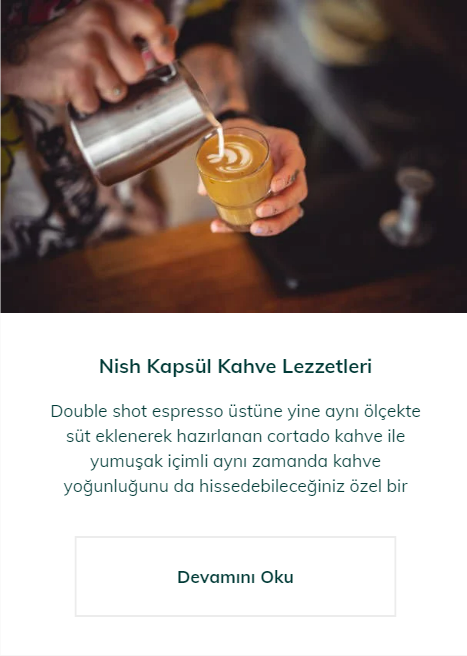 Nish Kapsül Kahve Lezzetleri
Double shot espresso üstüne yine aynı ölçekte
süt eklenerek hazırlanan cortado kahve ile
yumuşak içimli aynı zamanda kahve
yoğunluğunu da hissedebileceğiniz özel bir
Devamını Oku